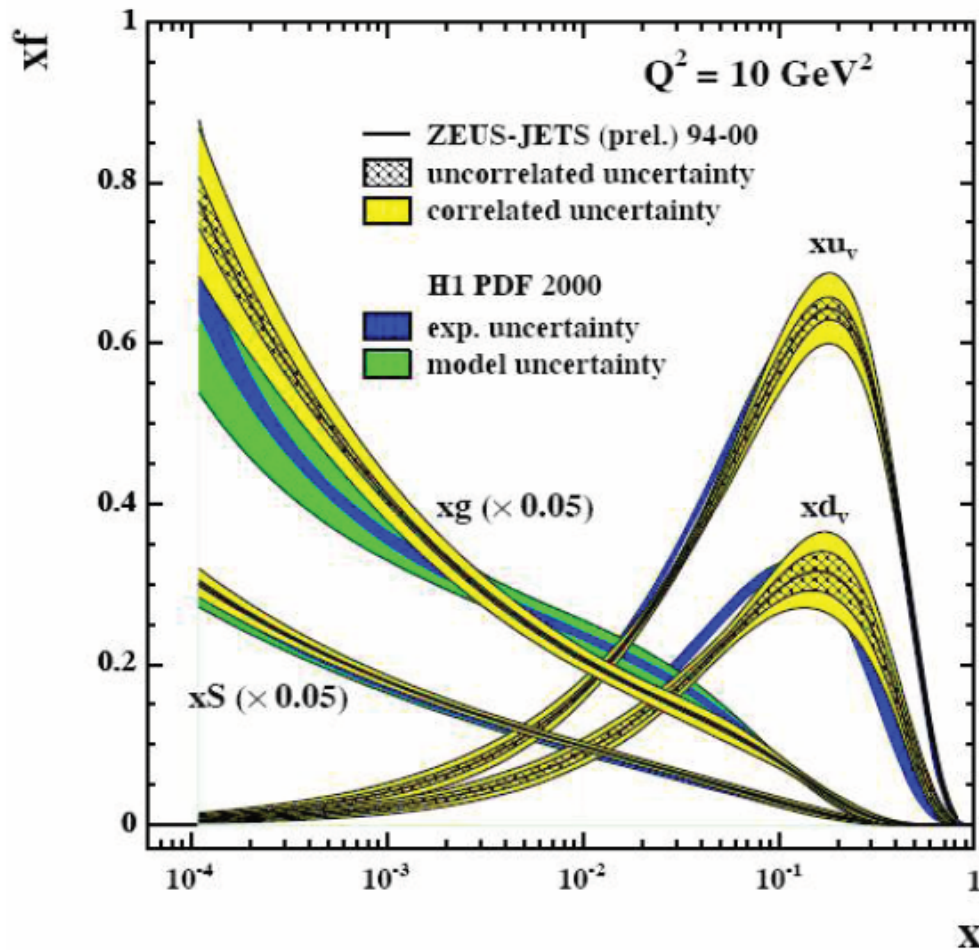 xf
1
0.8
0.6
0.4
0.2
0
Q² = 10 GeV²
ZEUS-JETS (prel.) 94-00
uncorrelated uncertainty
correlated uncertainty
H1 PDF 2000
exp. uncertainty
model uncertainty
xuᵥ
xdᵥ
xg (× 0.05)
xS (× 0.05)
10⁻⁴ 10⁻³ 10⁻² 10⁻¹ 1
x